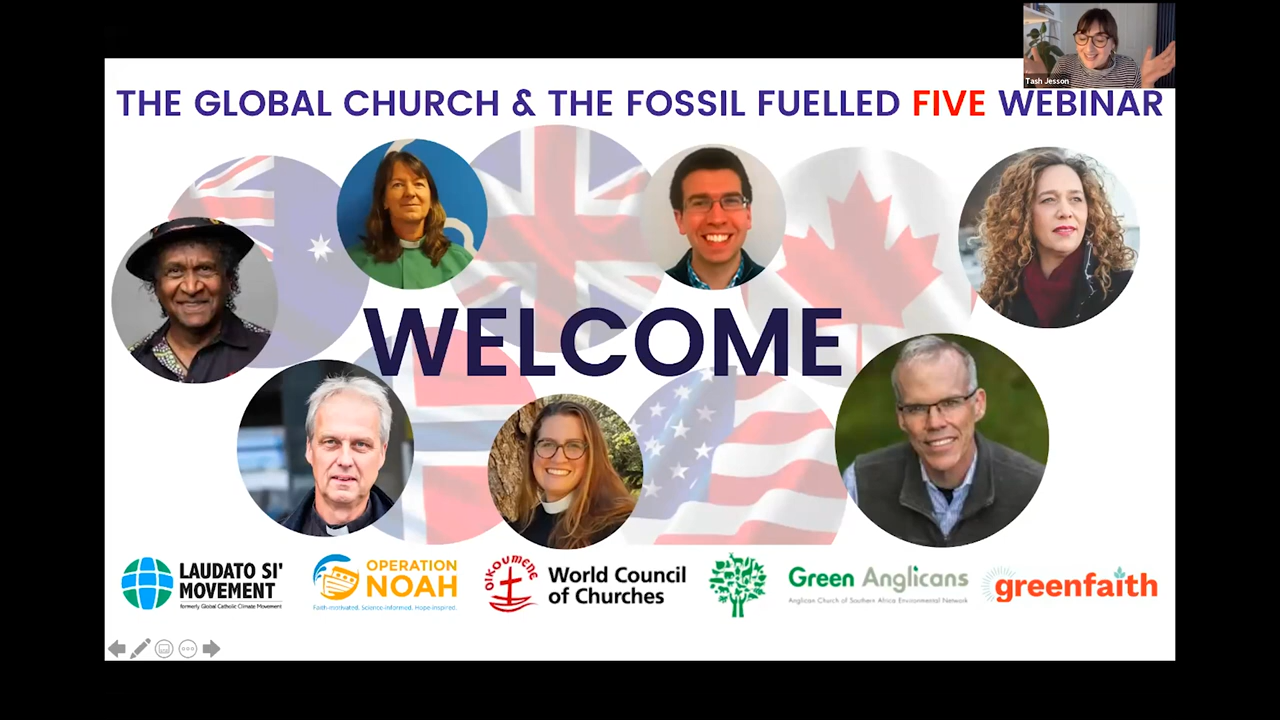 Tash Jesson
THE GLOBAL CHURCH & THE FOSSIL FUELLED FIVE WEBINAR
WELCOME
LAUDATO SI'
MOVEMENT
formerly Global Catholic Climate Movement
OPERATION
NOAH
Faith-motivated. Science-informed. Hope-inspired.
OIKOUMENE
World Council
of Churches
Green Anglicans
Anglican Church of Southern Africa Environmental Network
greenfaith